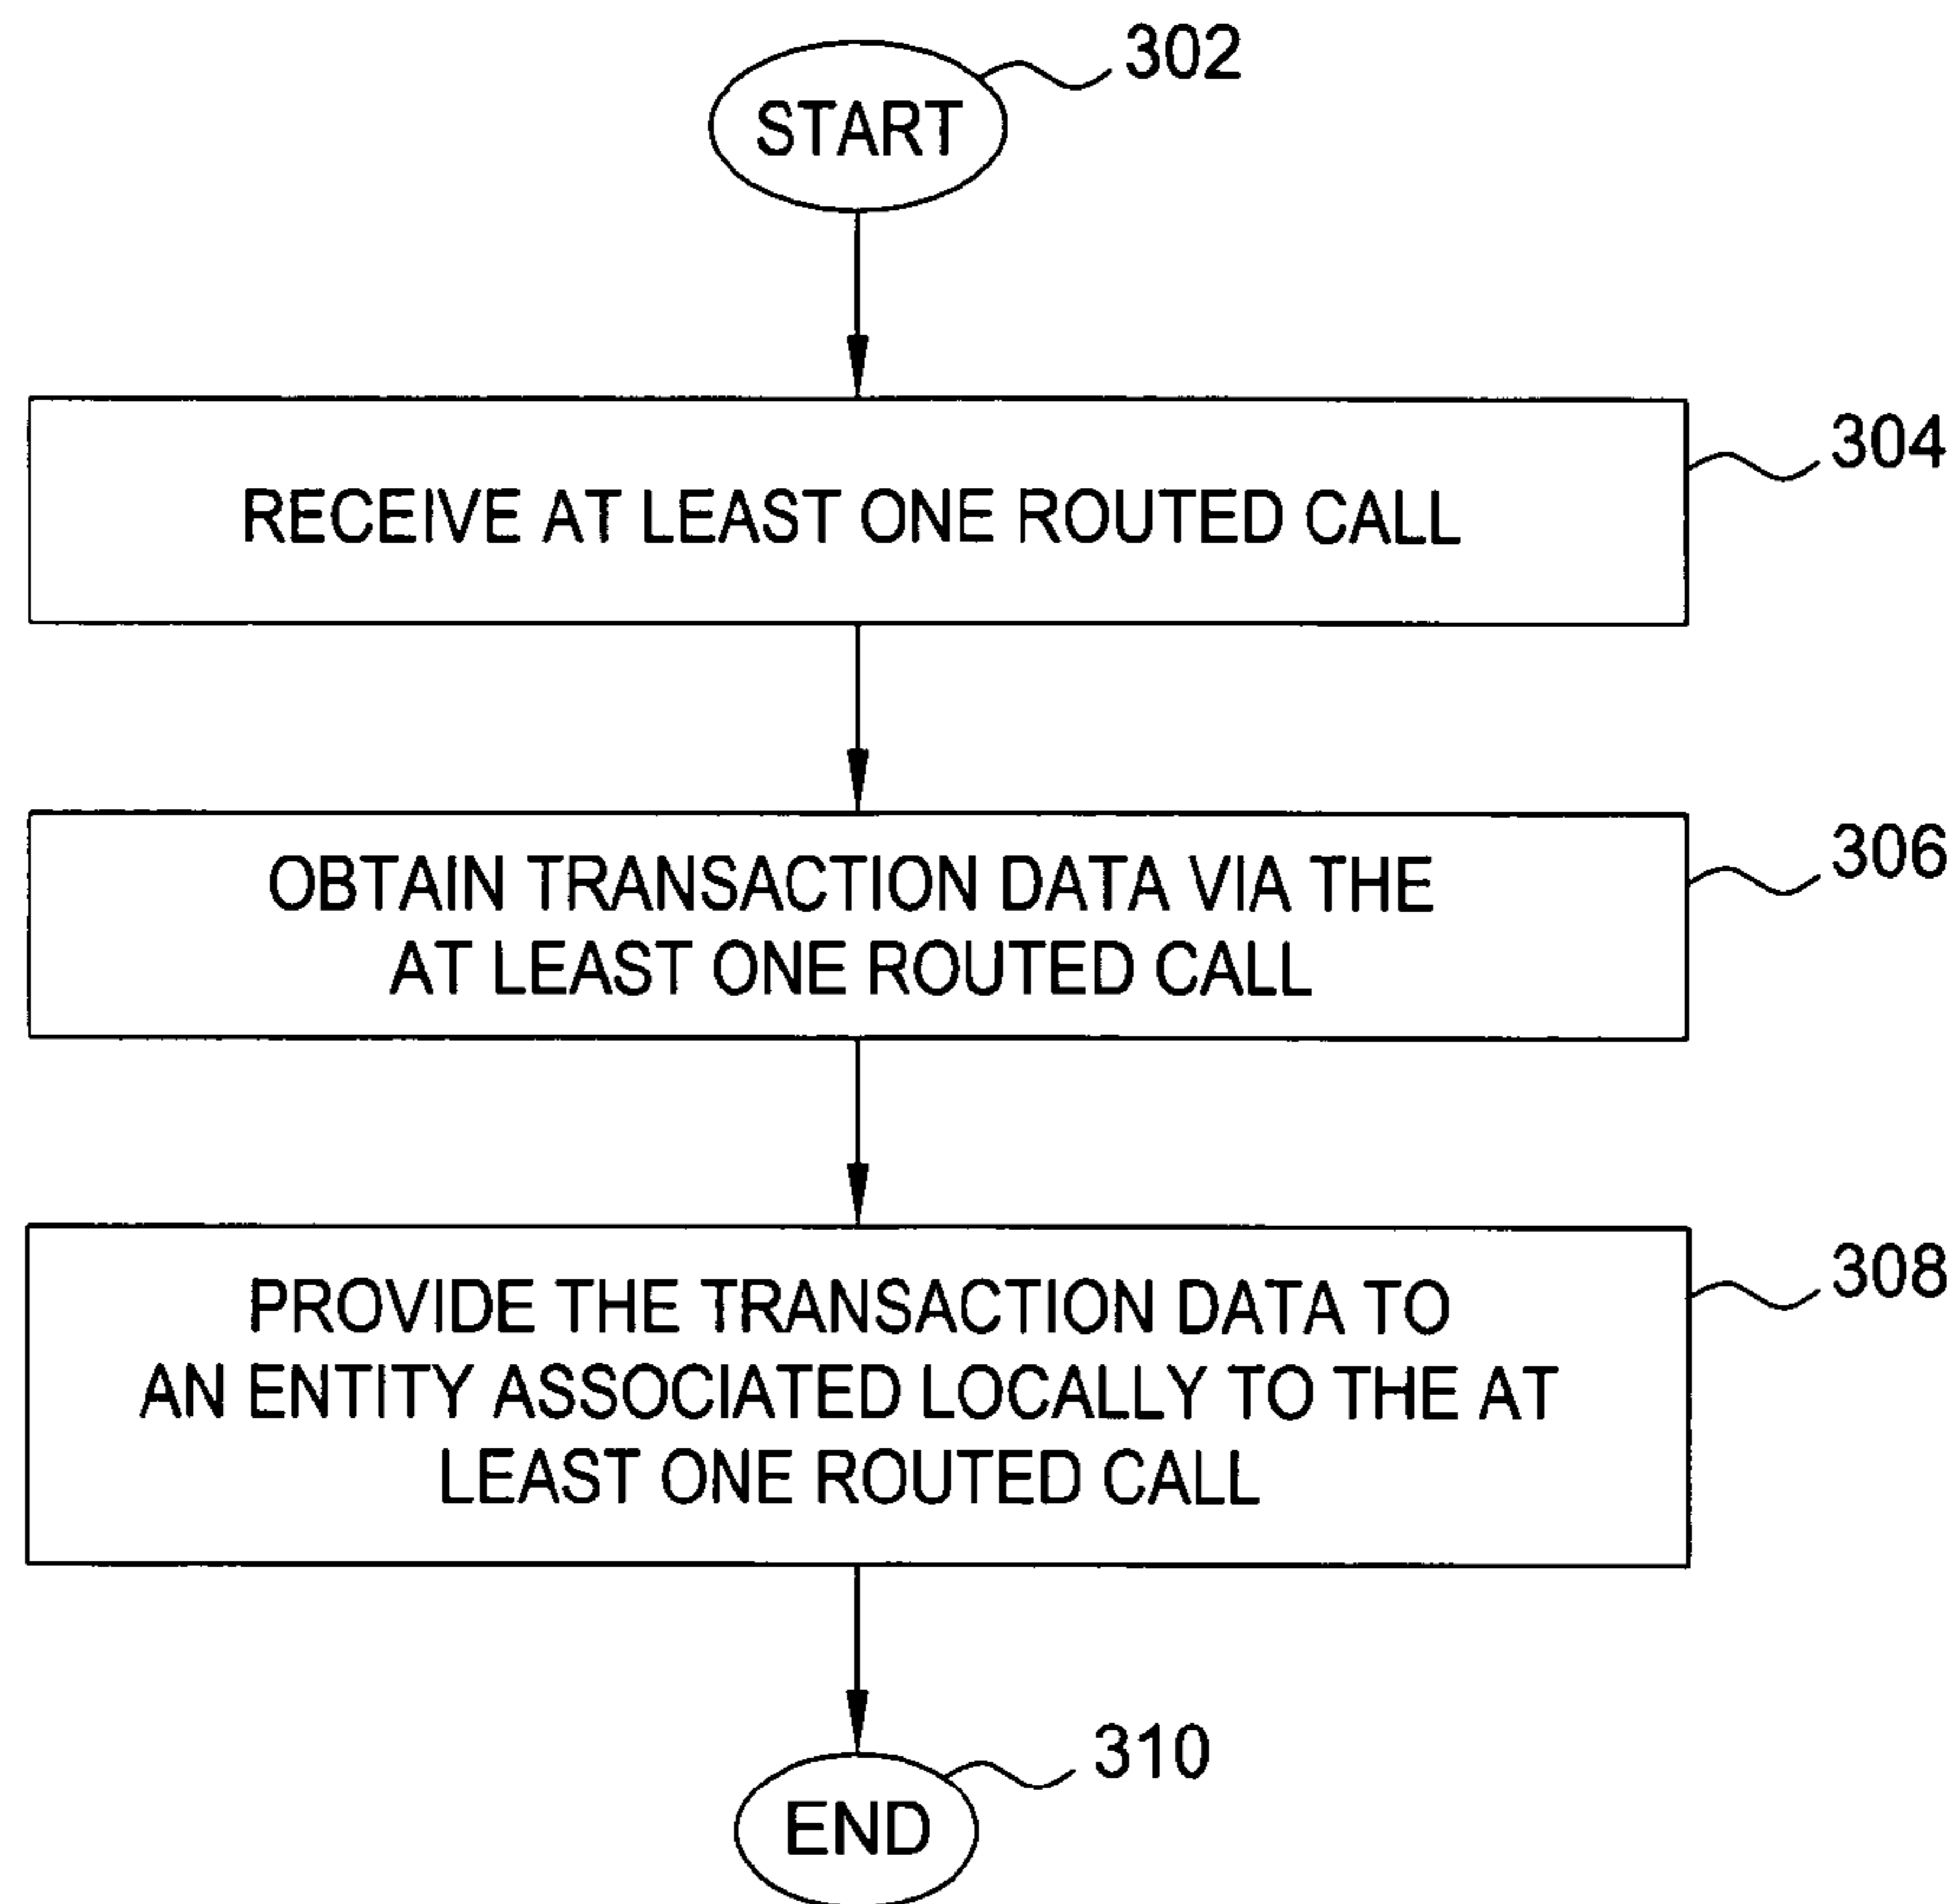 302
START
304
RECEIVE AT LEAST ONE ROUTED CALL
306
OBTAIN TRANSACTION DATA VIA THE
AT LEAST ONE ROUTED CALL
308
PROVIDE THE TRANSACTION DATA TO
AN ENTITY ASSOCIATED LOCALLY TO THE AT
LEAST ONE ROUTED CALL
310
END